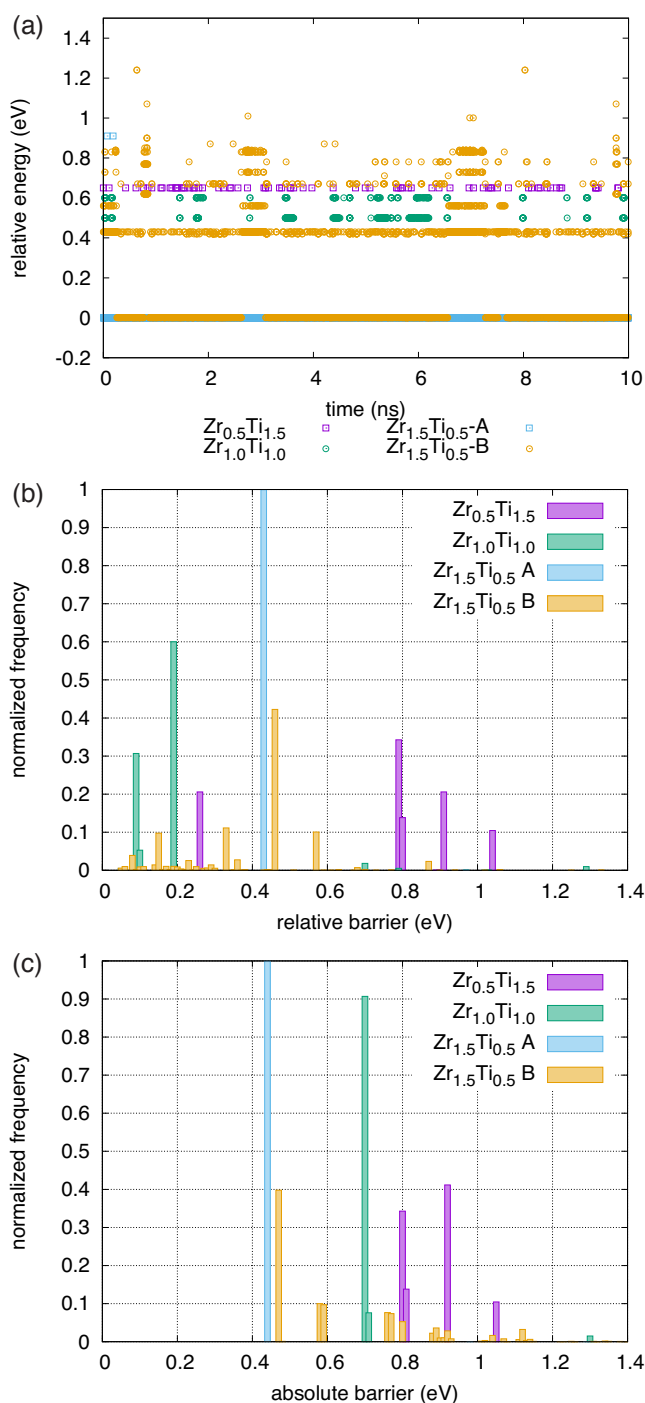 (a)
relative energy (eV)
1.4
1.2
1
0.8
0.6
0.4
0.2
0
-0.2
0 2 4 6 8 10
time (ns)
Zr0.5Ti1.5
Zr1.5Ti0.5-A
Zr1.0Ti1.0
Zr1.5Ti0.5-B
(b)
normalized frequency
1
0.9
0.8
0.7
0.6
0.5
0.4
0.3
0.2
0.1
0
Zr0.5Ti1.5
Zr1.0Ti1.0
Zr1.5Ti0.5 A
Zr1.5Ti0.5 B
0 0.2 0.4 0.6 0.8 1 1.2 1.4
relative barrier (eV)
(c)
normalized frequency
1
0.9
0.8
0.7
0.6
0.5
0.4
0.3
0.2
0.1
0
Zr0.5Ti1.5
Zr1.0Ti1.0
Zr1.5Ti0.5 A
Zr1.5Ti0.5 B
0 0.2 0.4 0.6 0.8 1 1.2 1.4
absolute barrier (eV)